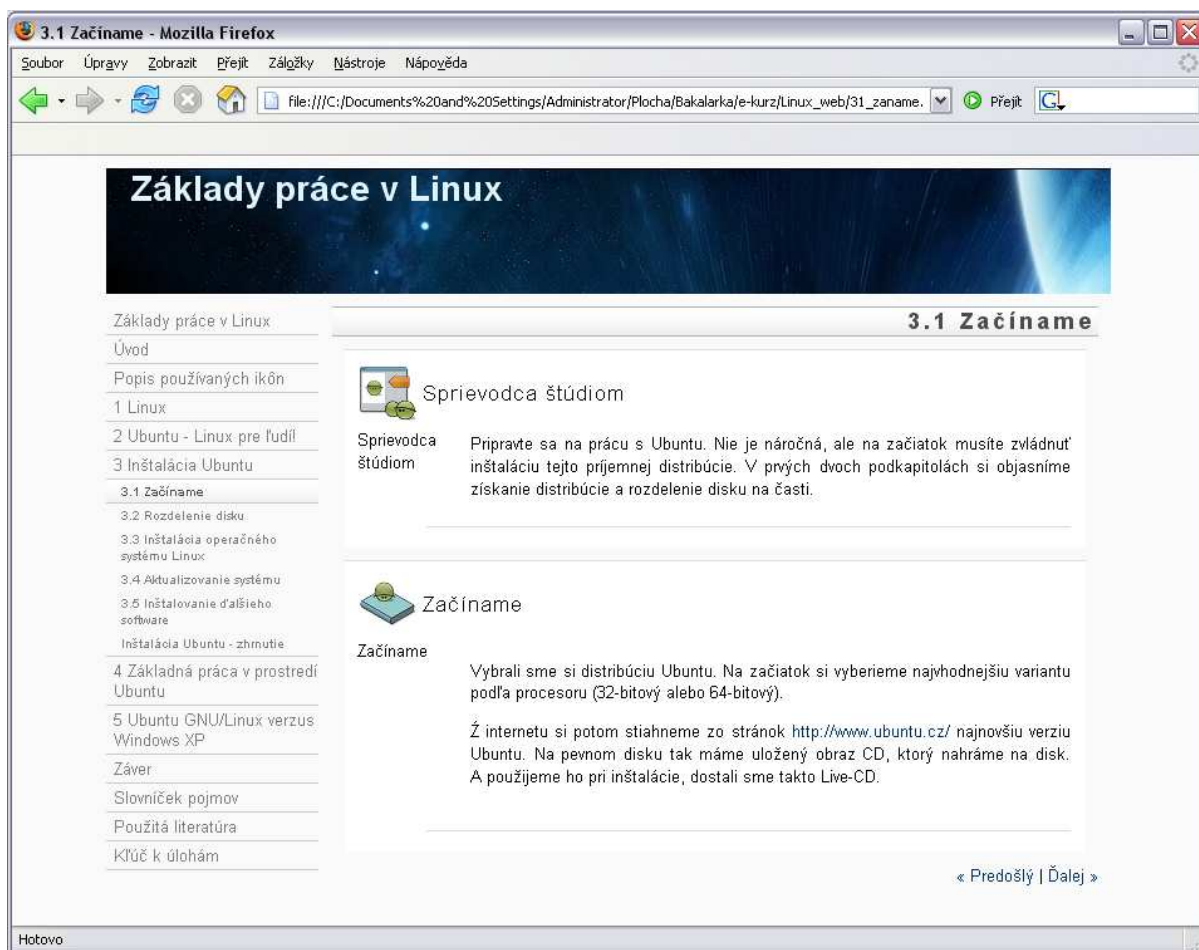 3.1 Začíname - Mozilla Firefox
Soubor Úpravy Zobrazit Přejít Záložky Nástroje Nápověda
file:///C:/Documents%20and%20Settings/Administrator/Plocha/Bakalarka/e-kurz/Linux_web/31_zaname. Přejít G
Základy práce v Linux
Základy práce v Linux
Úvod
Popis používaných ikôn
1 Linux
2 Ubuntu - Linux pre ľudí!
3 Inštalácia Ubuntu
3.1 Začíname
3.2 Rozdelenie disku
3.3 Inštalácia operačného
systému Linux
3.4 Aktualizovanie systému
3.5 Inštalovanie ďalšieho
software
Inštalácia Ubuntu - zhrnutie
4 Základná práca v prostredí
Ubuntu
5 Ubuntu GNU/Linux verzus
Windows XP
Záver
Slovníček pojmov
Použitá literatúra
Kľúč k úlohám
3.1 Začíname
Sprievodca štúdiom
Sprievodca
štúdiom
Pripravte sa na prácu s Ubuntu. Nie je náročná, ale na začiatok musíte zvládnuť
inštaláciu tejto príjemnej distribúcie. V prvých dvoch podkapitolách si objasníme
získanie distribúcie a rozdelenie disku na časti.
Začíname
Začíname
Vybrali sme si distribúciu Ubuntu. Na začiatok si vyberieme najvhodnejšiu variantu
podľa procesoru (32-bitový alebo 64-bitový).
Ź internetu si potom stiahneme zo stránok http://www.ubuntu.cz/ najnovšiu verziu
Ubuntu. Na pevnom disku tak máme uložený obraz CD, ktorý nahráme na disk.
A použijeme ho pri inštalácie, dostali sme takto Live-CD.
« Predošlý | Ďalej »
Hotovo